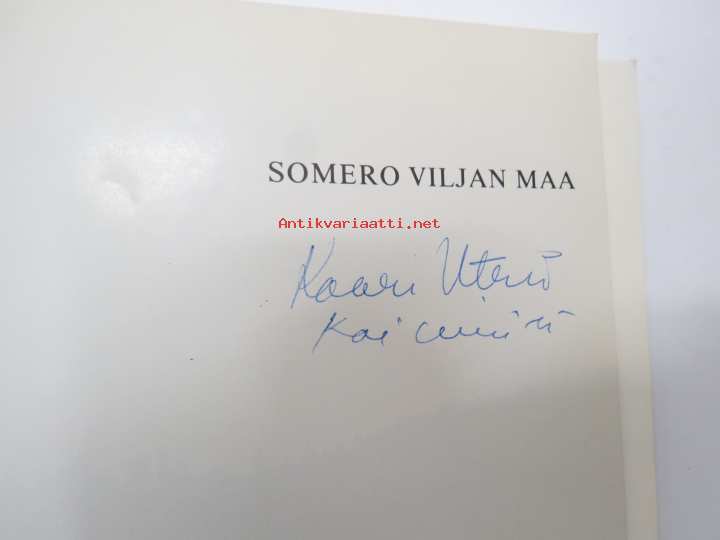 SOMERO VILJAN MAA
Antikvariaatti.net
Kaari Utrio
Kai Linnilä